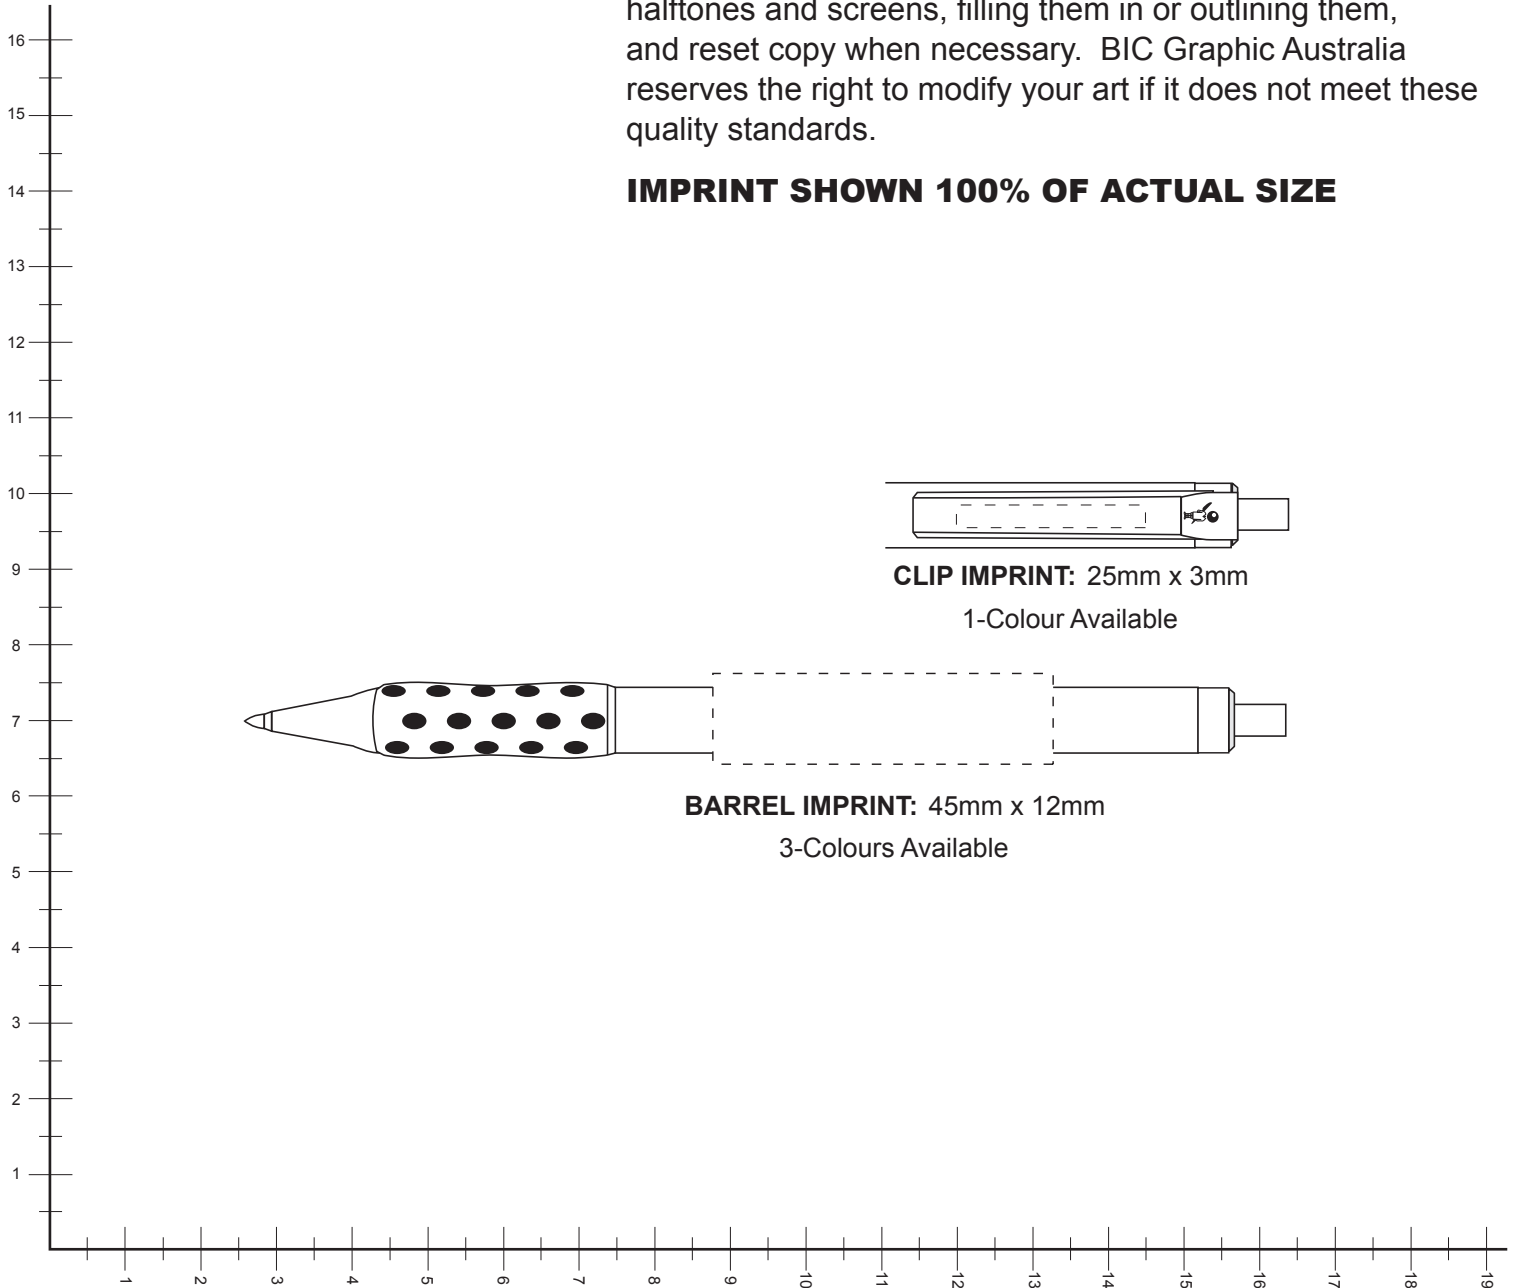 halftones and screens, filling them in or outlining them,
and reset copy when necessary.  BIC Graphic Australia
reserves the right to modify your art if it does not meet these
quality standards.
IMPRINT SHOWN 100% OF ACTUAL SIZE
16
15
14
13
12
11
10
9
8
7
6
5
4
3
2
1
CLIP IMPRINT: 25mm x 3mm
1-Colour Available
BARREL IMPRINT: 45mm x 12mm
3-Colours Available
1 2 3 4 5 6 7 8 9 10 11 12 13 14 15 16 17 18 19